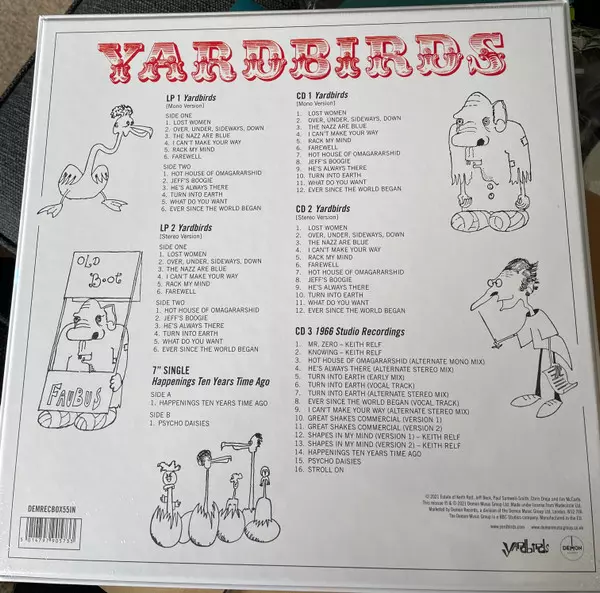 YARDBIRDS
LP 1 Yardbirds
(Mono Version)
SIDE ONE
1. LOST WOMEN
2. OVER, UNDER, SIDEWAYS, DOWN
3. THE NAZZ ARE BLUE
4. I CAN'T MAKE YOUR WAY
5. RACK MY MIND
6. FAREWELL
SIDE TWO
1. HOT HOUSE OF OMAGARARSHID
2. JEFF'S BOOGIE
3. HE'S ALWAYS THERE
4. TURN INTO EARTH
5. WHAT DO YOU WANT
6. EVER SINCE THE WORLD BEGAN
LP 2 Yardbirds
(Stereo Version)
SIDE ONE
1. LOST WOMEN
2. OVER, UNDER, SIDEWAYS, DOWN
3. THE NAZZ ARE BLUE
4. I CAN'T MAKE YOUR WAY
5. RACK MY MIND
6. FAREWELL
SIDE TWO
1. HOT HOUSE OF OMAGARARSHID
2. JEFF'S BOOGIE
3. HE'S ALWAYS THERE
4. TURN INTO EARTH
5. WHAT DO YOU WANT
6. EVER SINCE THE WORLD BEGAN
7" SINGLE
Happenings Ten Years Time Ago
SIDE A
1. HAPPENINGS TEN YEARS TIME AGO
SIDE B
1. PSYCHO DAISIES
CD 1 Yardbirds
(Mono Version)
1. LOST WOMEN
2. OVER, UNDER, SIDEWAYS, DOWN
3. THE NAZZ ARE BLUE
4. I CAN'T MAKE YOUR WAY
5. RACK MY MIND
6. FAREWELL
7. HOT HOUSE OF OMAGARARSHID
8. JEFF'S BOOGIE
9. HE'S ALWAYS THERE
10. TURN INTO EARTH
11. WHAT DO YOU WANT
12. EVER SINCE THE WORLD BEGAN
CD 2 Yardbirds
(Stereo Version)
1. LOST WOMEN
2. OVER, UNDER, SIDEWAYS, DOWN
3. THE NAZZ ARE BLUE
4. I CAN'T MAKE YOUR WAY
5. RACK MY MIND
6. FAREWELL
7. HOT HOUSE OF OMAGARARSHID
8. JEFF'S BOOGIE
9. HE'S ALWAYS THERE
10. TURN INTO EARTH
11. WHAT DO YOU WANT
12. EVER SINCE THE WORLD BEGAN
CD 3 1966 Studio Recordings
1. MR. ZERO – KEITH RELF
2. KNOWING – KEITH RELF
3. HOT HOUSE OF OMAGARARSHID (ALTERNATE MONO MIX)
4. HE'S ALWAYS THERE (ALTERNATE STEREO MIX)
5. TURN INTO EARTH (EARLY MIX)
6. TURN INTO EARTH (VOCAL TRACK)
7. TURN INTO EARTH (ALTERNATE STEREO MIX)
8. EVER SINCE THE WORLD BEGAN (VOCAL TRACK)
9. I CAN'T MAKE YOUR WAY (ALTERNATE STEREO MIX)
10. GREAT SHAKES COMMERCIAL (VERSION 1)
11. GREAT SHAKES COMMERCIAL (VERSION 2)
12. SHAPES IN MY MIND (VERSION 1) – KEITH RELF
13. SHAPES IN MY MIND (VERSION 2) – KEITH RELF
14. HAPPENINGS TEN YEARS TIME AGO
15. PSYCHO DAISIES
16. STROLL ON
OLD
BOOT
FAUBUS
DEMRECBOX55IN
www.yardbirds.com
www.demonmusicgroup.co.uk
Yardbirds
DEMON